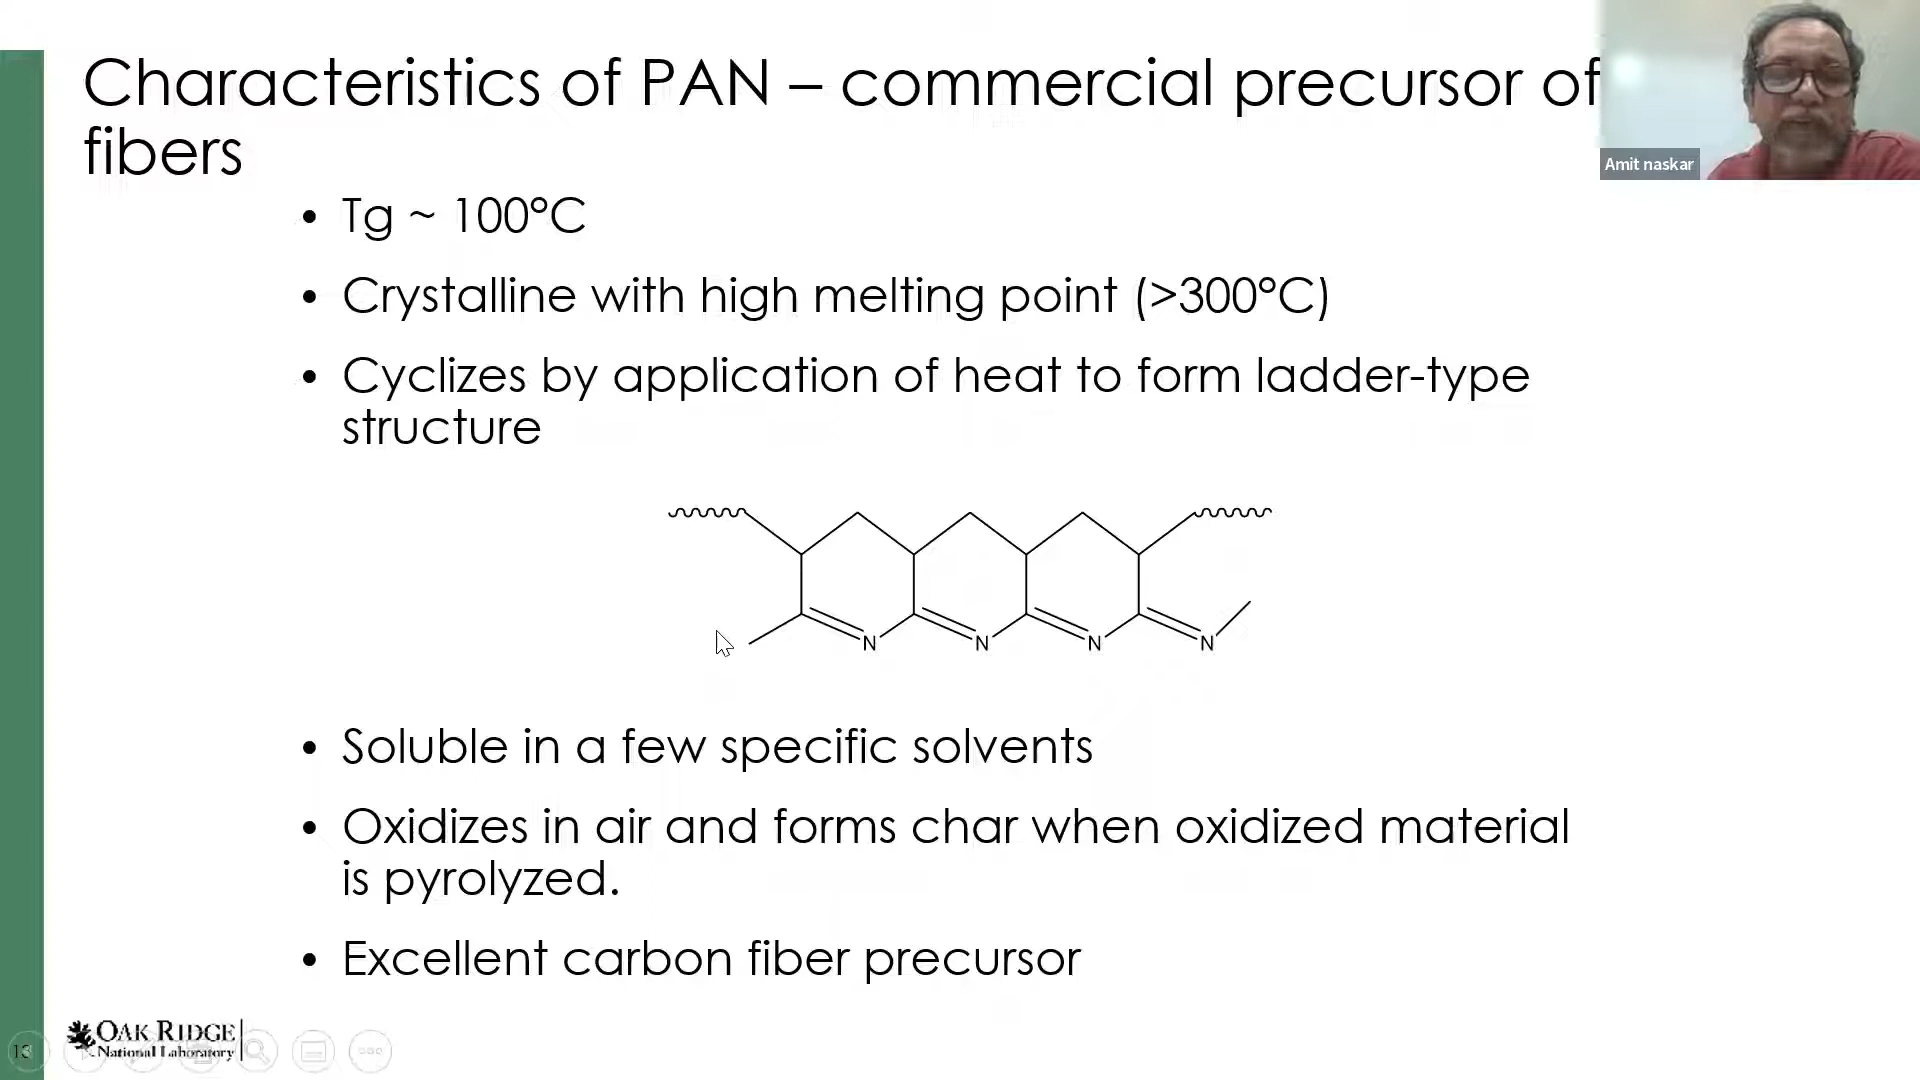 Characteristics of PAN – commercial precursor of
fibers
Amit naskar
• Tg ~ 100°C
• Crystalline with high melting point (>300°C)
• Cyclizes by application of heat to form ladder-type
structure
N N N N
• Soluble in a few specific solvents
• Oxidizes in air and forms char when oxidized material
is pyrolyzed.
• Excellent carbon fiber precursor
OAK RIDGE
National Laboratory